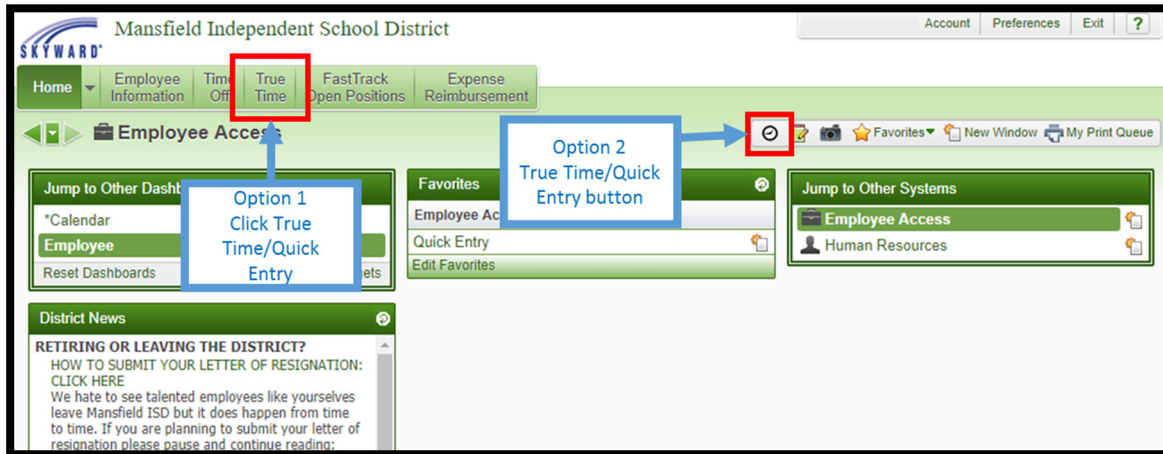 Mansfield Independent School District
Account Preferences Exit ?
SKYWARD
Home
Employee Information
Time Off
True Time
FastTrack Open Positions
Expense Reimbursement
Employee Access
Favorites New Window My Print Queue
Option 1
Click True
Time/Quick
Entry
Option 2
True Time/Quick
Entry button
Jump to Other Dashb
*Calendar
Employee
Reset Dashboards ets
Favorites
Employee Ac
Quick Entry
Edit Favorites
Jump to Other Systems
Employee Access
Human Resources
District News
RETIRING OR LEAVING THE DISTRICT?
HOW TO SUBMIT YOUR LETTER OF RESIGNATION:
CLICK HERE
We hate to see talented employees like yourselves
leave Mansfield ISD but it does happen from time
to time. If you are planning to submit your letter of
resignation please pause and continue reading: